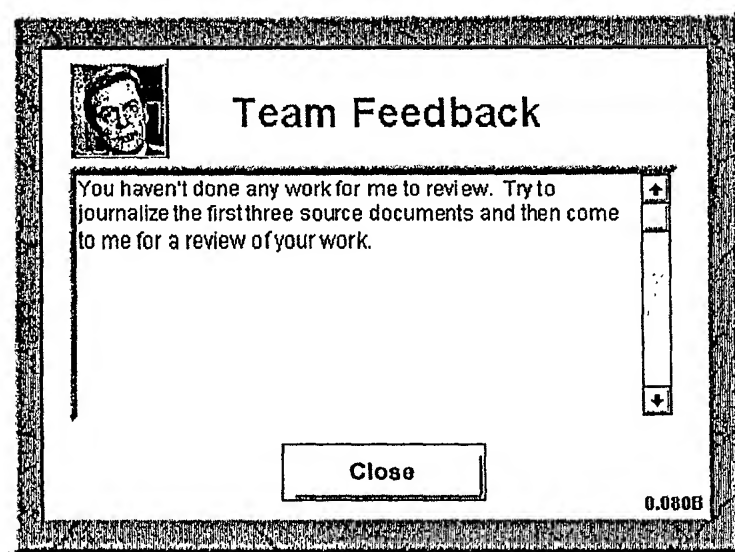 Team Feedback
You haven't done any work for me to review. Try to
journalize the first three source documents and then come
to me for a review of your work.
Close
0.080B